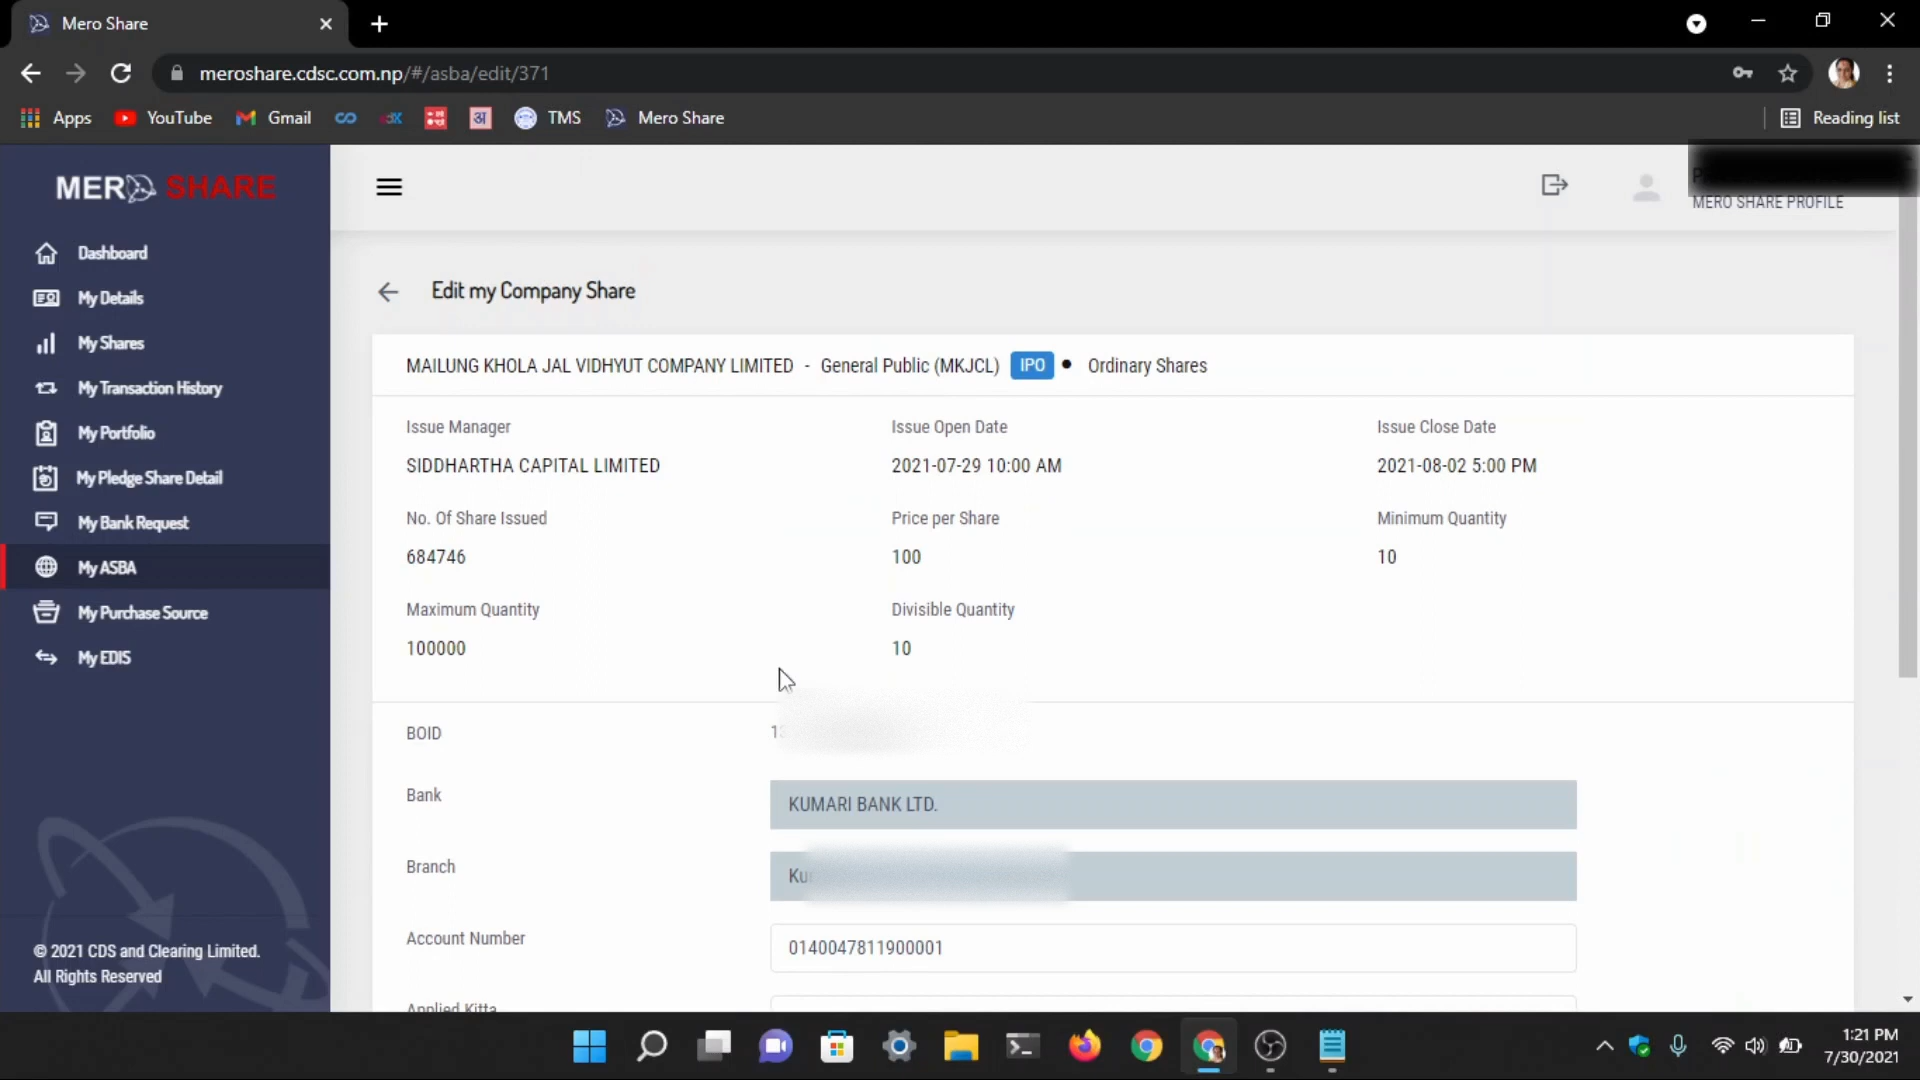 Mero Share
meroshare.cdsc.com.np/#/asba/edit/371
Apps YouTube Gmail अ TMS Mero Share Reading list
MERO SHARE
MERO SHARE PROFILE
Dashboard
My Details
My Shares
My Transaction History
My Portfolio
My Pledge Share Detail
My Bank Request
My ASBA
My Purchase Source
My EDIS
© 2021 CDS and Clearing Limited.
All Rights Reserved
Edit my Company Share
MAILUNG KHOLA JAL VIDHYUT COMPANY LIMITED - General Public (MKJCL) IPO ● Ordinary Shares
Issue Manager Issue Open Date Issue Close Date
SIDDHARTHA CAPITAL LIMITED 2021-07-29 10:00 AM 2021-08-02 5:00 PM
No. Of Share Issued Price per Share Minimum Quantity
684746 100 10
Maximum Quantity Divisible Quantity
100000 10
BOID
Bank KUMARI BANK LTD.
Branch
Account Number 0140047811900001
Applied Kitta
1:21 PM
7/30/2021